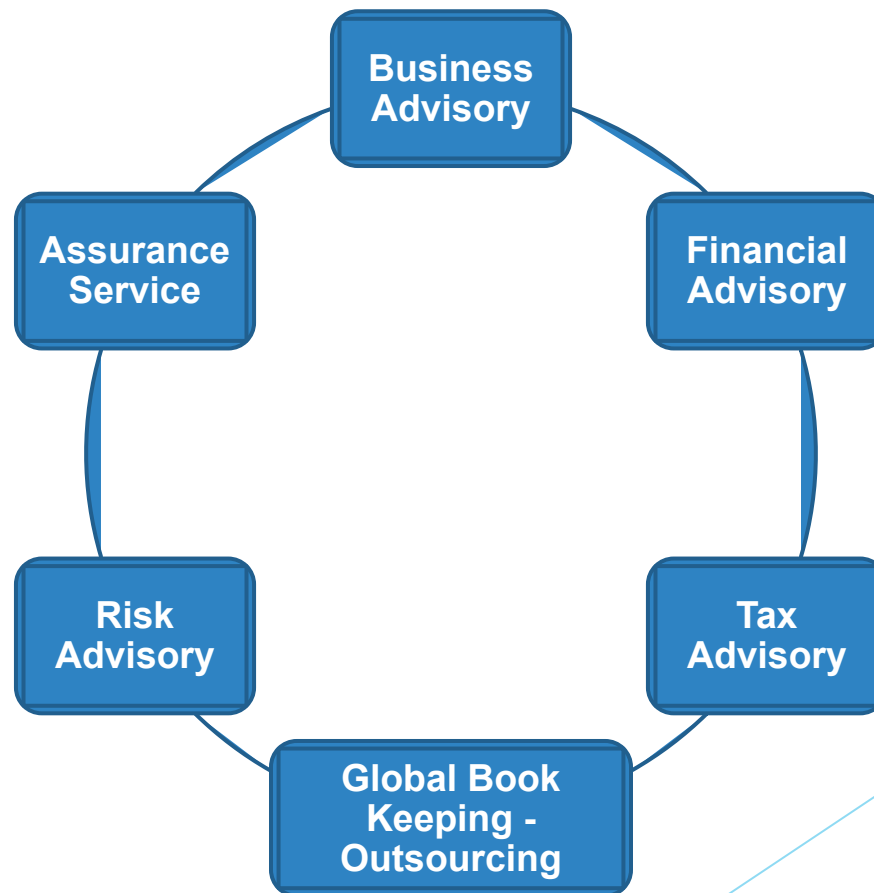 Business
Advisory
Financial
Advisory
Tax
Advisory
Global Book
Keeping -
Outsourcing
Risk
Advisory
Assurance
Service